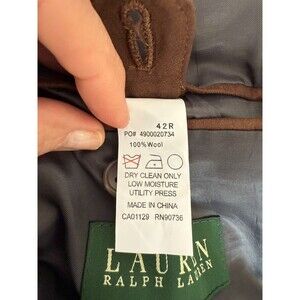 42R
PO# 4900020734
100%Wool
DRY CLEAN ONLY
LOW MOISTURE
UTILITY PRESS
MADE IN CHINA
CA01129 RN90736
LAUREN
RALPH LAUREN